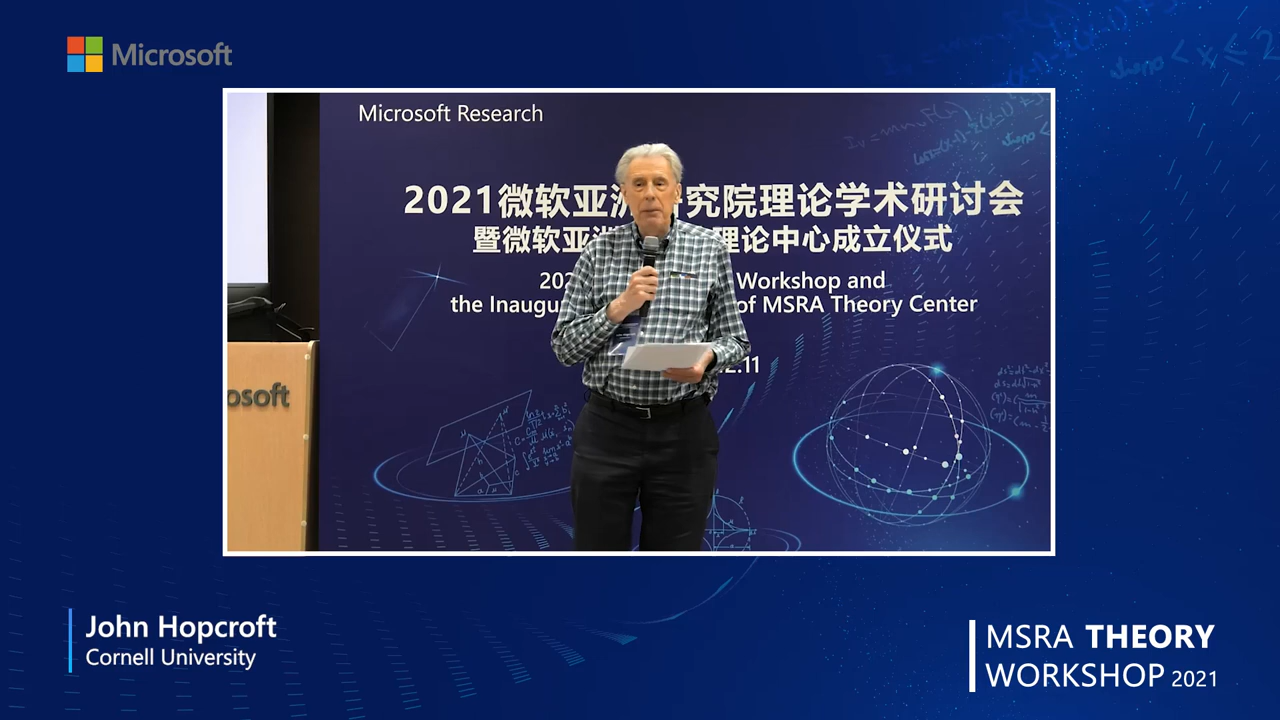 Microsoft
Microsoft Research
2021微软亚洲 究院理论学术研讨会
暨微软亚洲 理论中心成立仪式
Workshop and
the of MSRA Theory Center
.11
osoft
John Hopcroft
Cornell University
MSRA THEORY
WORKSHOP 2021